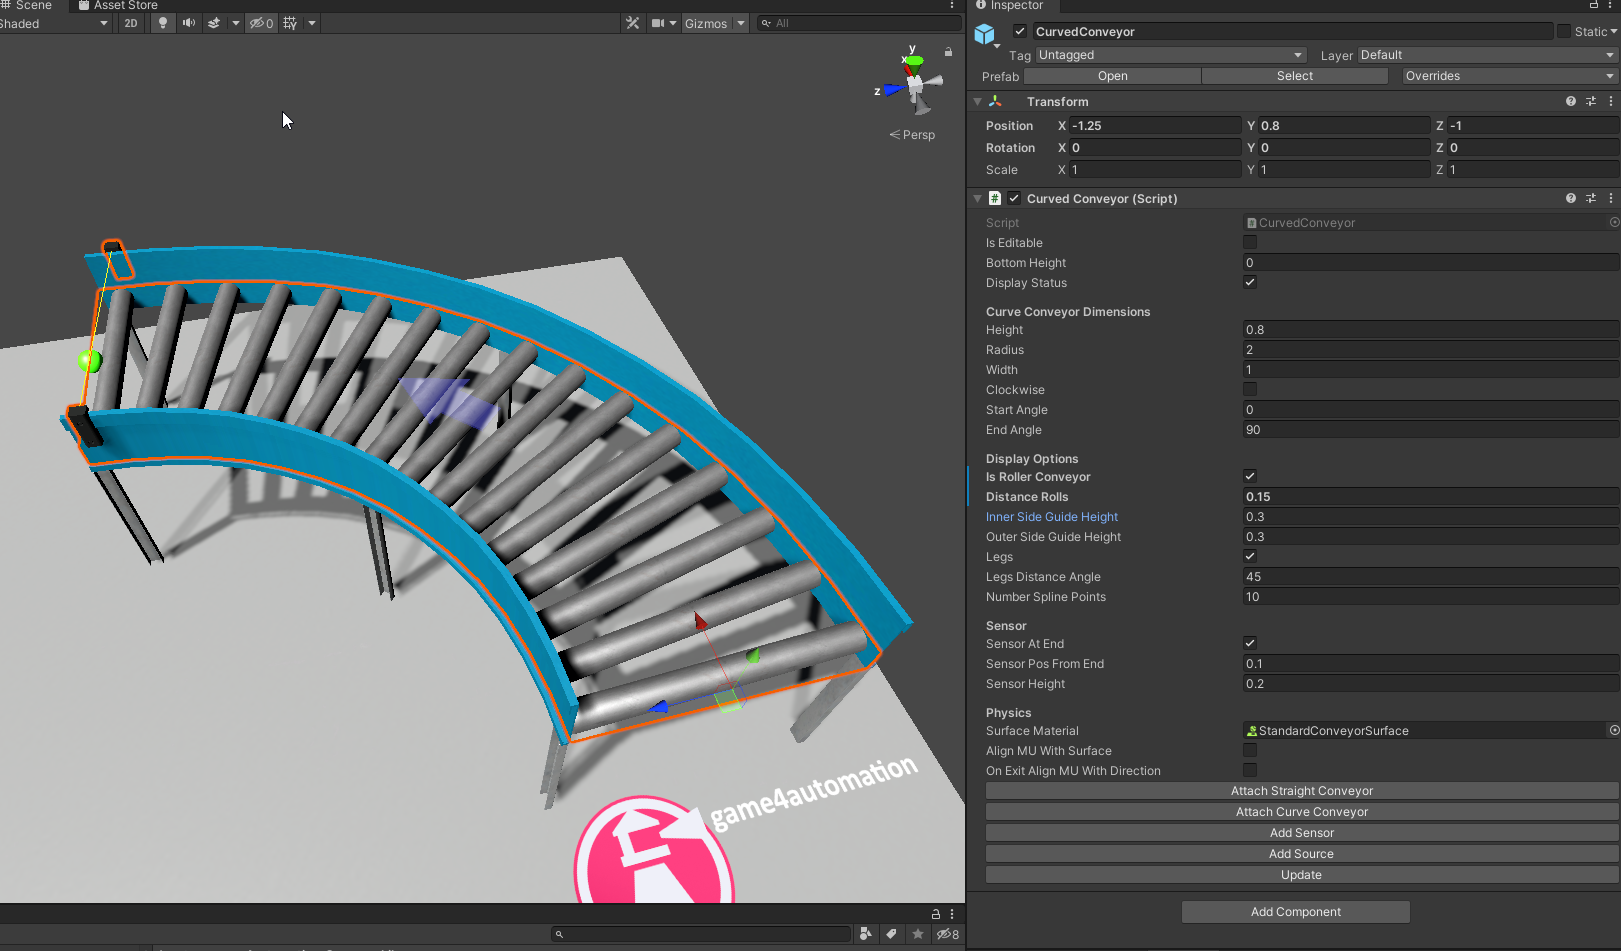 Scene
Asset Store
Shaded
2D
0
Gizmos
All
y
x
z
Persp
game4automation
8
Inspector
CurvedConveyor
Static
Tag Untagged
Layer Default
Prefab Open Select Overrides
Transform
Position X -1.25 Y 0.8 Z -1
Rotation X 0 Y 0 Z 0
Scale X 1 Y 1 Z 1
# Curved Conveyor (Script)
Script # CurvedConveyor
Is Editable
Bottom Height 0
Display Status
Curve Conveyor Dimensions
Height 0.8
Radius 2
Width 1
Clockwise
Start Angle 0
End Angle 90
Display Options
Is Roller Conveyor
Distance Rolls 0.15
Inner Side Guide Height 0.3
Outer Side Guide Height 0.3
Legs
Legs Distance Angle 45
Number Spline Points 10
Sensor
Sensor At End
Sensor Pos From End 0.1
Sensor Height 0.2
Physics
Surface Material StandardConveyorSurface
Align MU With Surface
On Exit Align MU With Direction
Attach Straight Conveyor
Attach Curve Conveyor
Add Sensor
Add Source
Update
Add Component